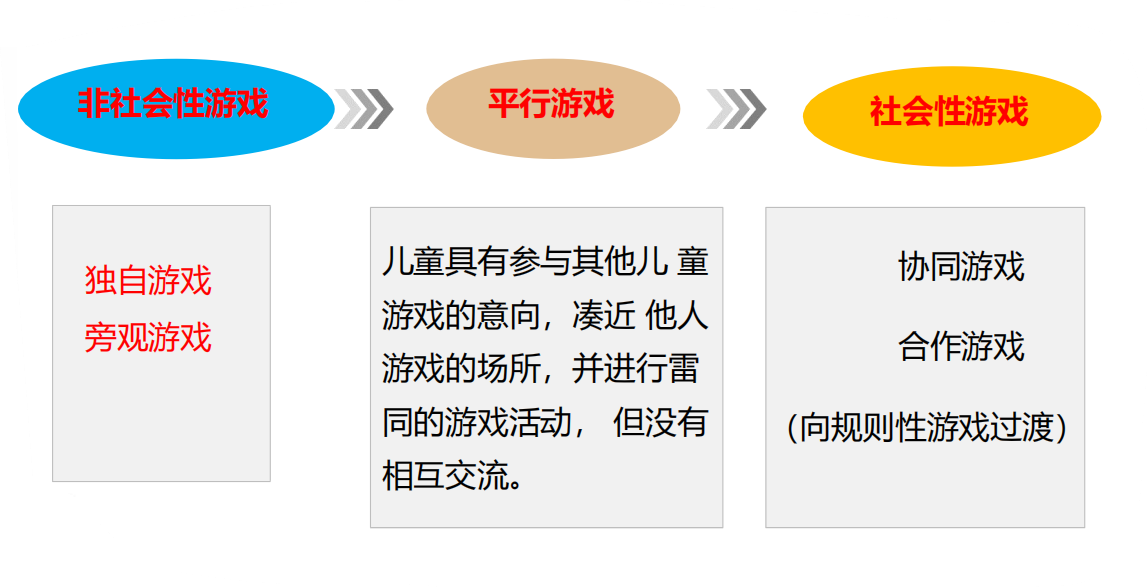 非社会性游戏
平行游戏
社会性游戏
独自游戏
旁观游戏
儿童具有参与其他儿 童
游戏的意向，凑近 他人
游戏的场所，并进行雷
同的游戏活动， 但没有
相互交流。
协同游戏
合作游戏
（向规则性游戏过渡）